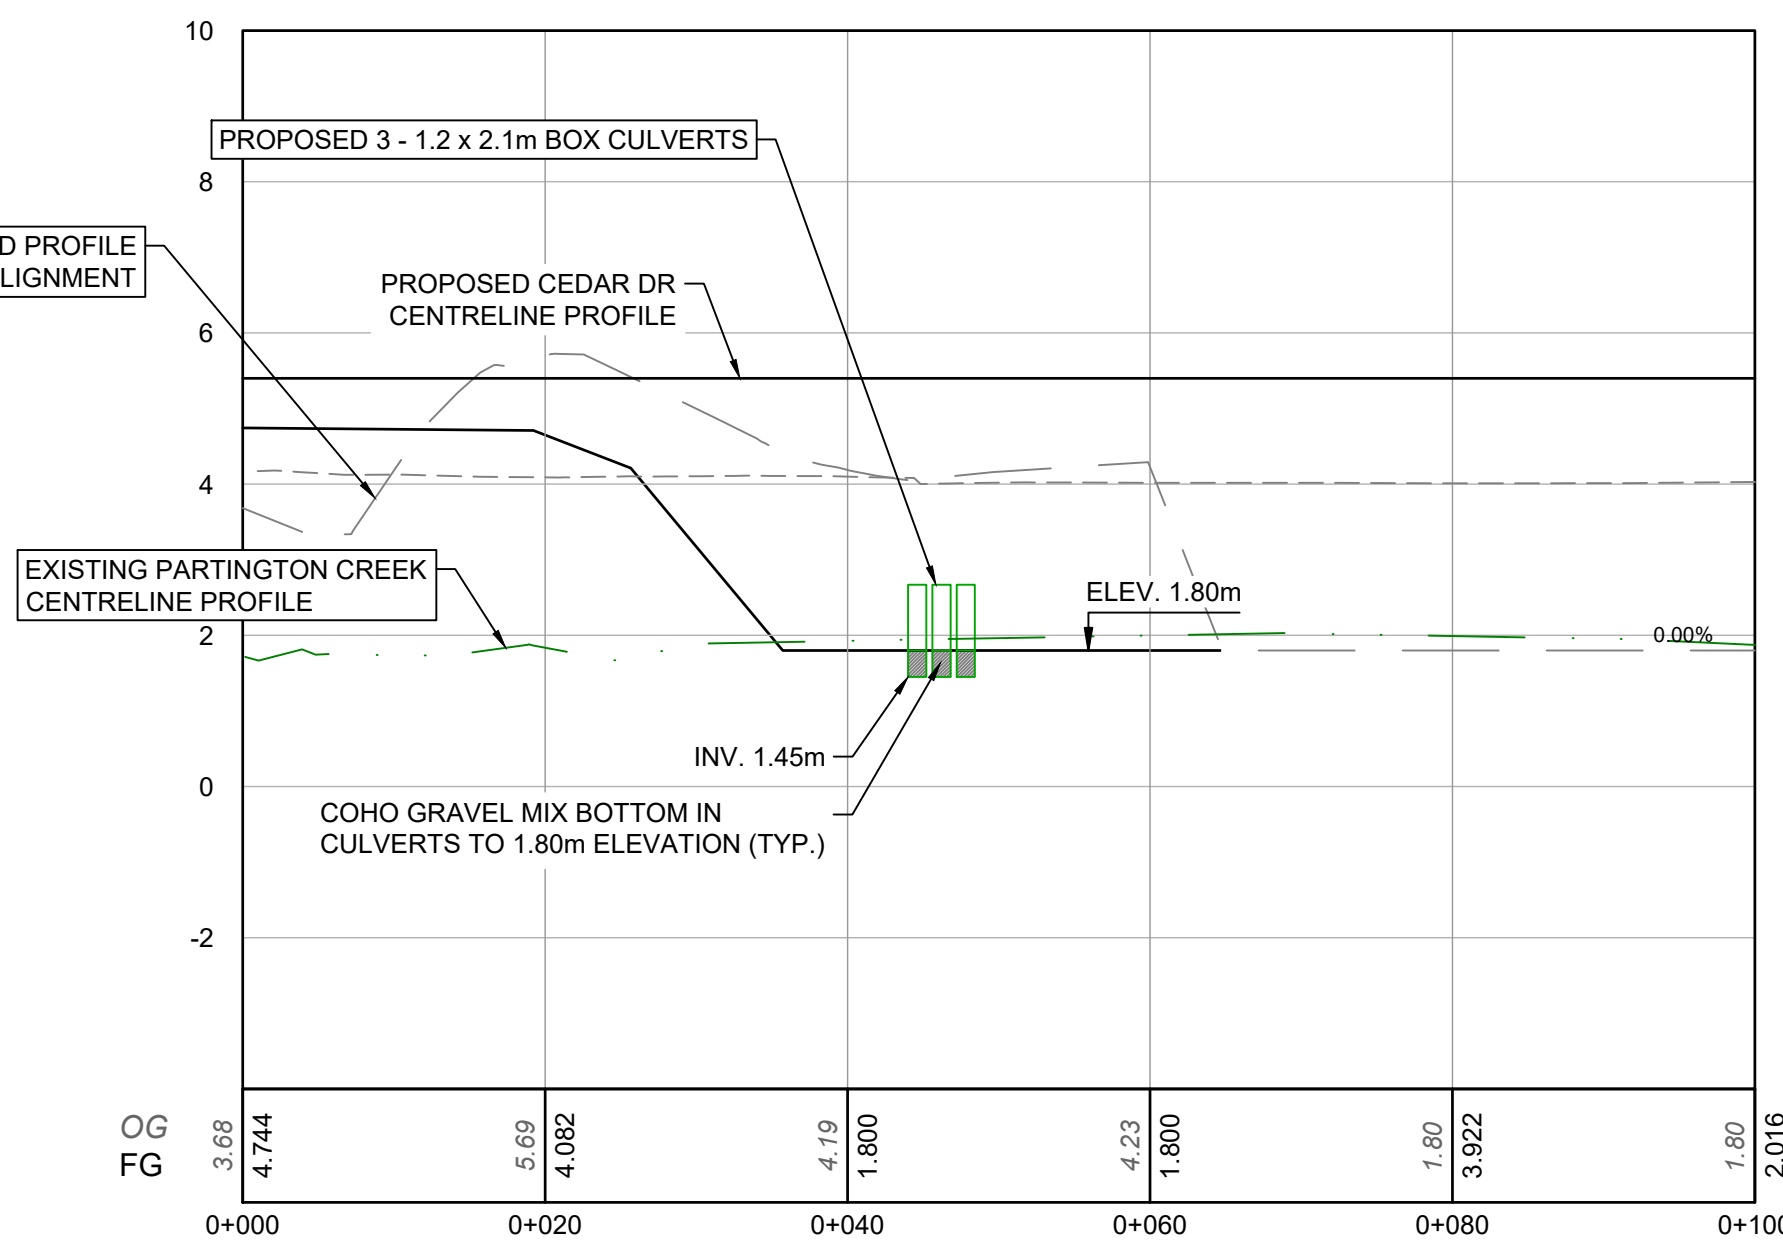 10
8
6
4
2
0
-2
PROPOSED 3 - 1.2 x 2.1m BOX CULVERTS
D PROFILE
LIGNMENT
PROPOSED CEDAR DR
CENTRELINE PROFILE
EXISTING PARTINGTON CREEK
CENTRELINE PROFILE
ELEV. 1.80m
0.00%
INV. 1.45m
COHO GRAVEL MIX BOTTOM IN
CULVERTS TO 1.80m ELEVATION (TYP.)
OG
FG
3.68
4.744
5.69
4.082
4.19
1.800
4.23
1.800
1.80
3.922
1.80
2.016
0+000
0+020
0+040
0+060
0+080
0+100